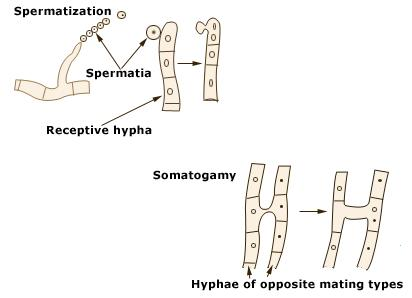 Spermatization
Spermatia
Receptive hypha
Somatogamy
Hyphae of opposite mating types